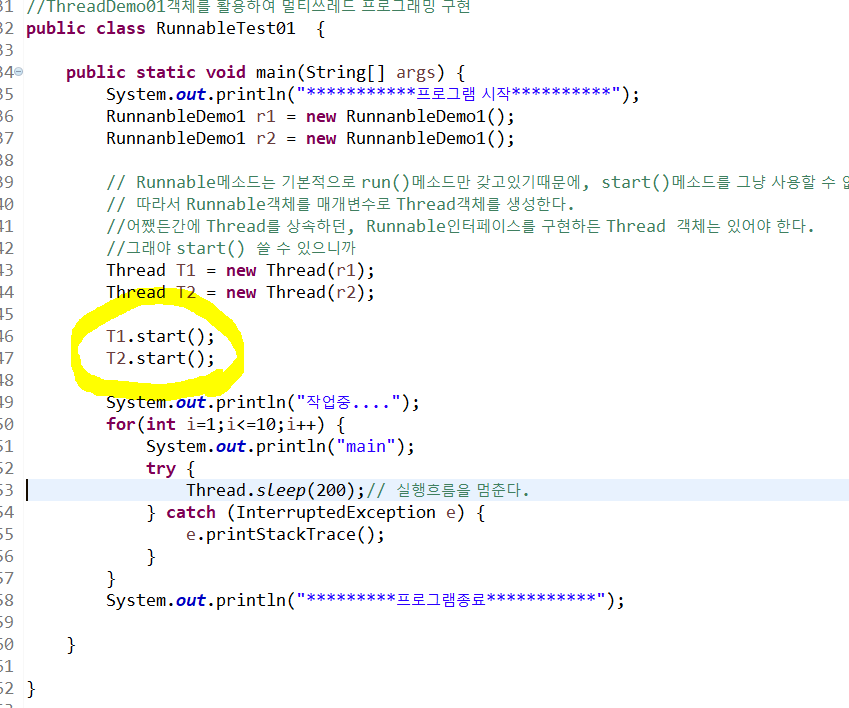 31 //ThreadDemo01객체를 활용하여 멀티쓰레드 프로그래밍 구현
32 public class RunnableTest01  {
33
34     public static void main(String[] args) {
35         System.out.println("***********프로그램 시작**********");
36         RunnanbleDemo1 r1 = new RunnanbleDemo1();
37         RunnanbleDemo1 r2 = new RunnanbleDemo1();
38
39         // Runnable메소드는 기본적으로 run()메소드만 갖고있기때문에, start()메소드를 그냥 사용할 수
40         // 따라서 Runnable객체를 매개변수로 Thread객체를 생성한다.
41         //어쨌든간에 Thread를 상속하던, Runnable인터페이스를 구현하든 Thread 객체는 있어야 한다.
42         //그래야 start() 쓸 수 있으니까
43         Thread T1 = new Thread(r1);
44         Thread T2 = new Thread(r2);
45
46         T1.start();
47         T2.start();
48
49         System.out.println("작업중....");
50         for(int i=1;i<=10;i++) {
51             System.out.println("main");
52             try {
53                 Thread.sleep(200);// 실행흐름을 멈춘다.
54             } catch (InterruptedException e) {
55                 e.printStackTrace();
56             }
57         }
58         System.out.println("*********프로그램종료***********");
59
60     }
61
62 }